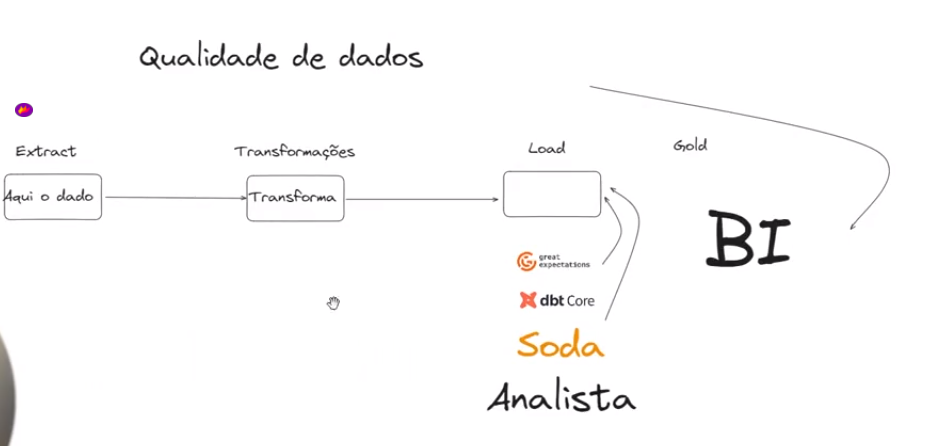 Qualidade de dados
Extract
Transformações
Load
Gold
Aqui o dado
Transforma
BI
great
expectations
dbt Core
Soda
Analista